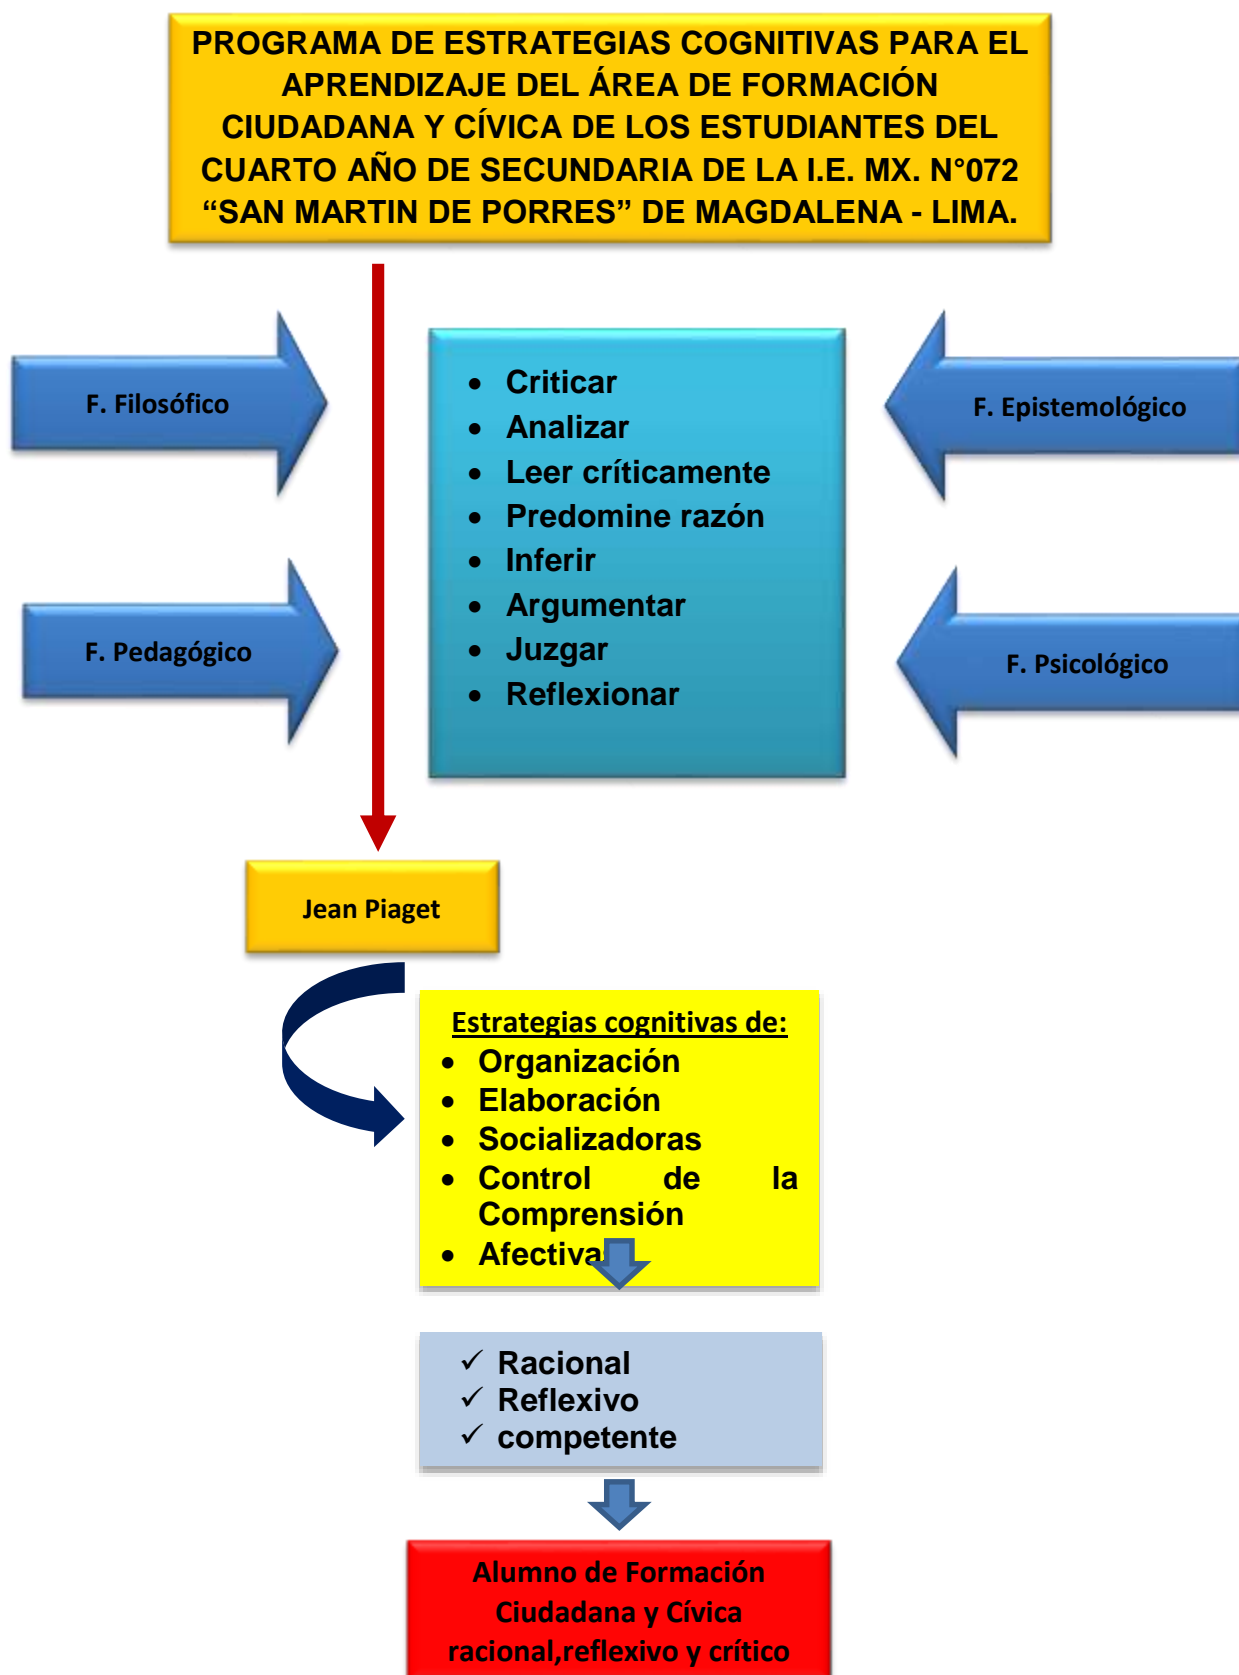 PROGRAMA DE ESTRATEGIAS COGNITIVAS PARA EL
APRENDIZAJE DEL ÁREA DE FORMACIÓN
CIUDADANA Y CÍVICA DE LOS ESTUDIANTES DEL
CUARTO AÑO DE SECUNDARIA DE LA I.E. MX. N°072
“SAN MARTIN DE PORRES” DE MAGDALENA - LIMA.
F. Filosófico
F. Epistemológico
• Criticar
• Analizar
• Leer críticamente
• Predomine razón
• Inferir
• Argumentar
• Juzgar
• Reflexionar
F. Pedagógico
F. Psicológico
Jean Piaget
Estrategias cognitivas de:
• Organización
• Elaboración
• Socializadoras
• Control de la
Comprensión
• Afectivas
✓ Racional
✓ Reflexivo
✓ competente
Alumno de Formación
Ciudadana y Cívica
racional,reflexivo y crítico